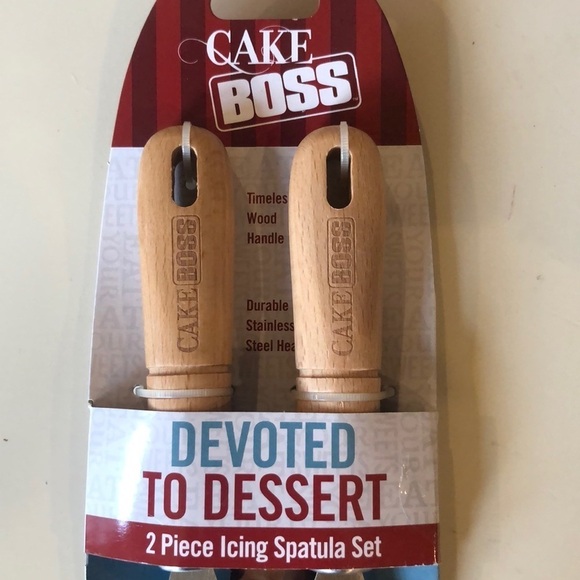 CAKE
BOSS
Timeles
Wood
Handle
Durable
Stainless
Steel Hea
CAKE BOSS
CAKE BOSS
DEVOTED
TO DESSERT
2 Piece Icing Spatula Set